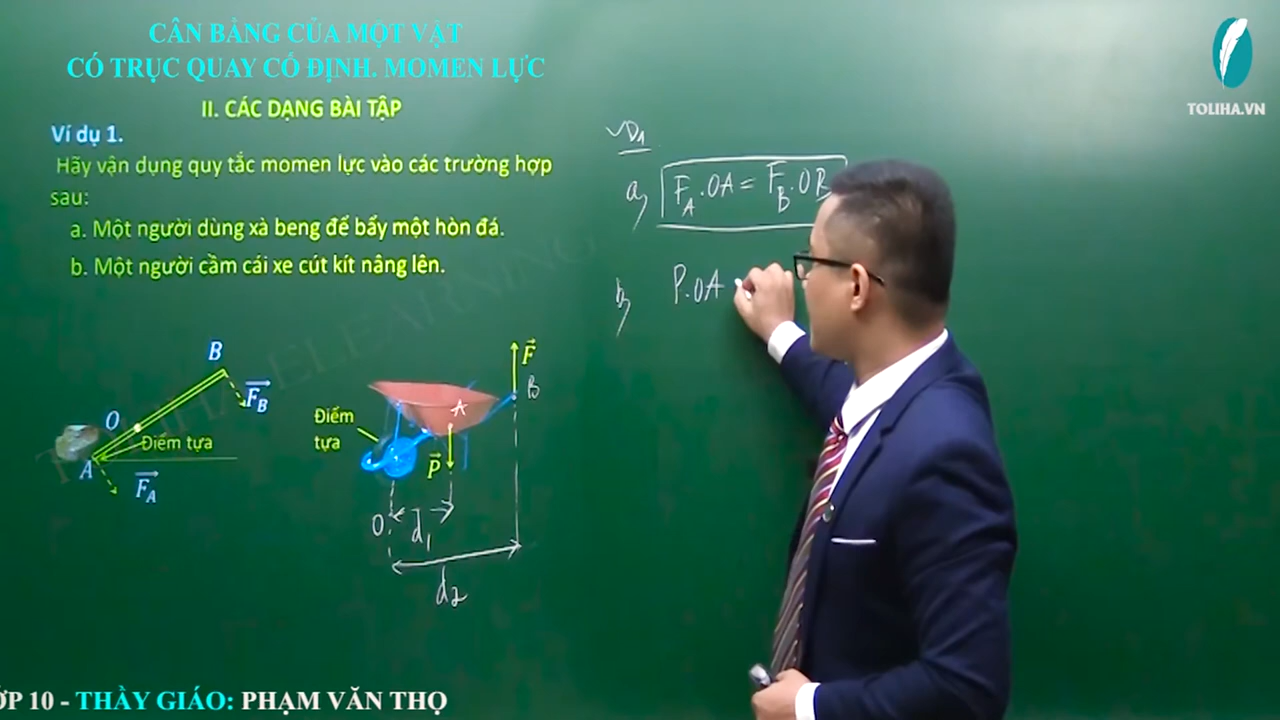 CÂN BẰNG CỦA MỘT VẬT
CÓ TRỤC QUAY CỐ ĐỊNH. MOMEN LỰC
TOLIHA.VN
II. CÁC DẠNG BÀI TẬP
Ví dụ 1.
Hãy vận dụng quy tắc momen lực vào các trường hợp
sau:
a. Một người dùng xà beng để bẩy một hòn đá.
b. Một người cầm cái xe cút kít nâng lên.
VD1
a) F_A.OA = F_B.OB
b) P.OA
B
F_B
O
Điểm tựa
A
F_A
F
B
A
Điểm
tựa
P
O
d1
d2
ỚP 10 - THẦY GIÁO: PHẠM VĂN THỌ